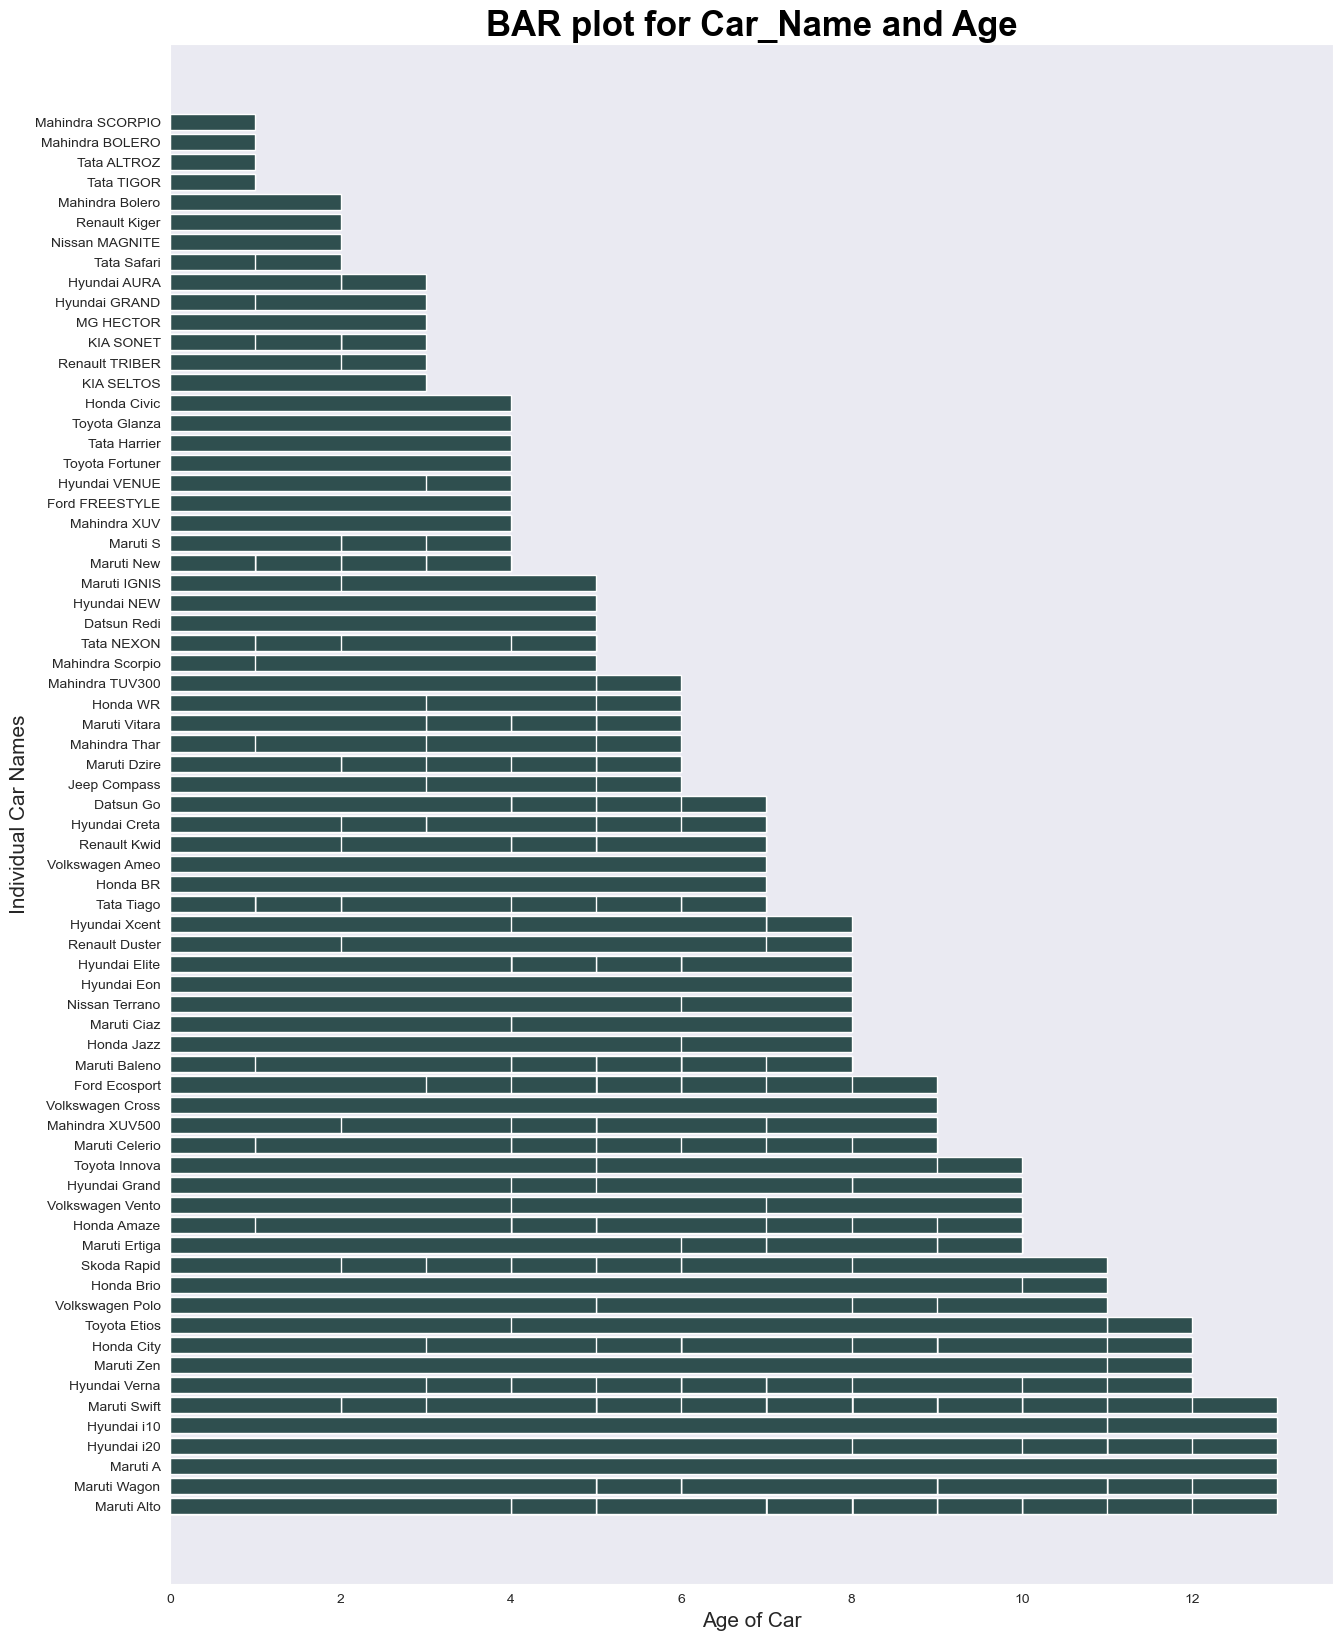 BAR plot for Car_Name and Age
Mahindra SCORPIO
Mahindra BOLERO
Tata ALTROZ
Tata TIGOR
Mahindra Bolero
Renault Kiger
Nissan MAGNITE
Tata Safari
Hyundai AURA
Hyundai GRAND
MG HECTOR
KIA SONET
Renault TRIBER
KIA SELTOS
Honda Civic
Toyota Glanza
Tata Harrier
Toyota Fortuner
Hyundai VENUE
Ford FREESTYLE
Mahindra XUV
Maruti S
Maruti New
Maruti IGNIS
Hyundai NEW
Datsun Redi
Tata NEXON
Mahindra Scorpio
Mahindra TUV300
Honda WR
Maruti Vitara
Mahindra Thar
Maruti Dzire
Jeep Compass
Datsun Go
Hyundai Creta
Renault Kwid
Volkswagen Ameo
Honda BR
Tata Tiago
Hyundai Xcent
Renault Duster
Hyundai Elite
Hyundai Eon
Nissan Terrano
Maruti Ciaz
Honda Jazz
Maruti Baleno
Ford Ecosport
Volkswagen Cross
Mahindra XUV500
Maruti Celerio
Toyota Innova
Hyundai Grand
Volkswagen Vento
Honda Amaze
Maruti Ertiga
Skoda Rapid
Honda Brio
Volkswagen Polo
Toyota Etios
Honda City
Maruti Zen
Hyundai Verna
Maruti Swift
Hyundai i10
Hyundai i20
Maruti A
Maruti Wagon
Maruti Alto
Individual Car Names
0 2 4 6 8 10 12
Age of Car